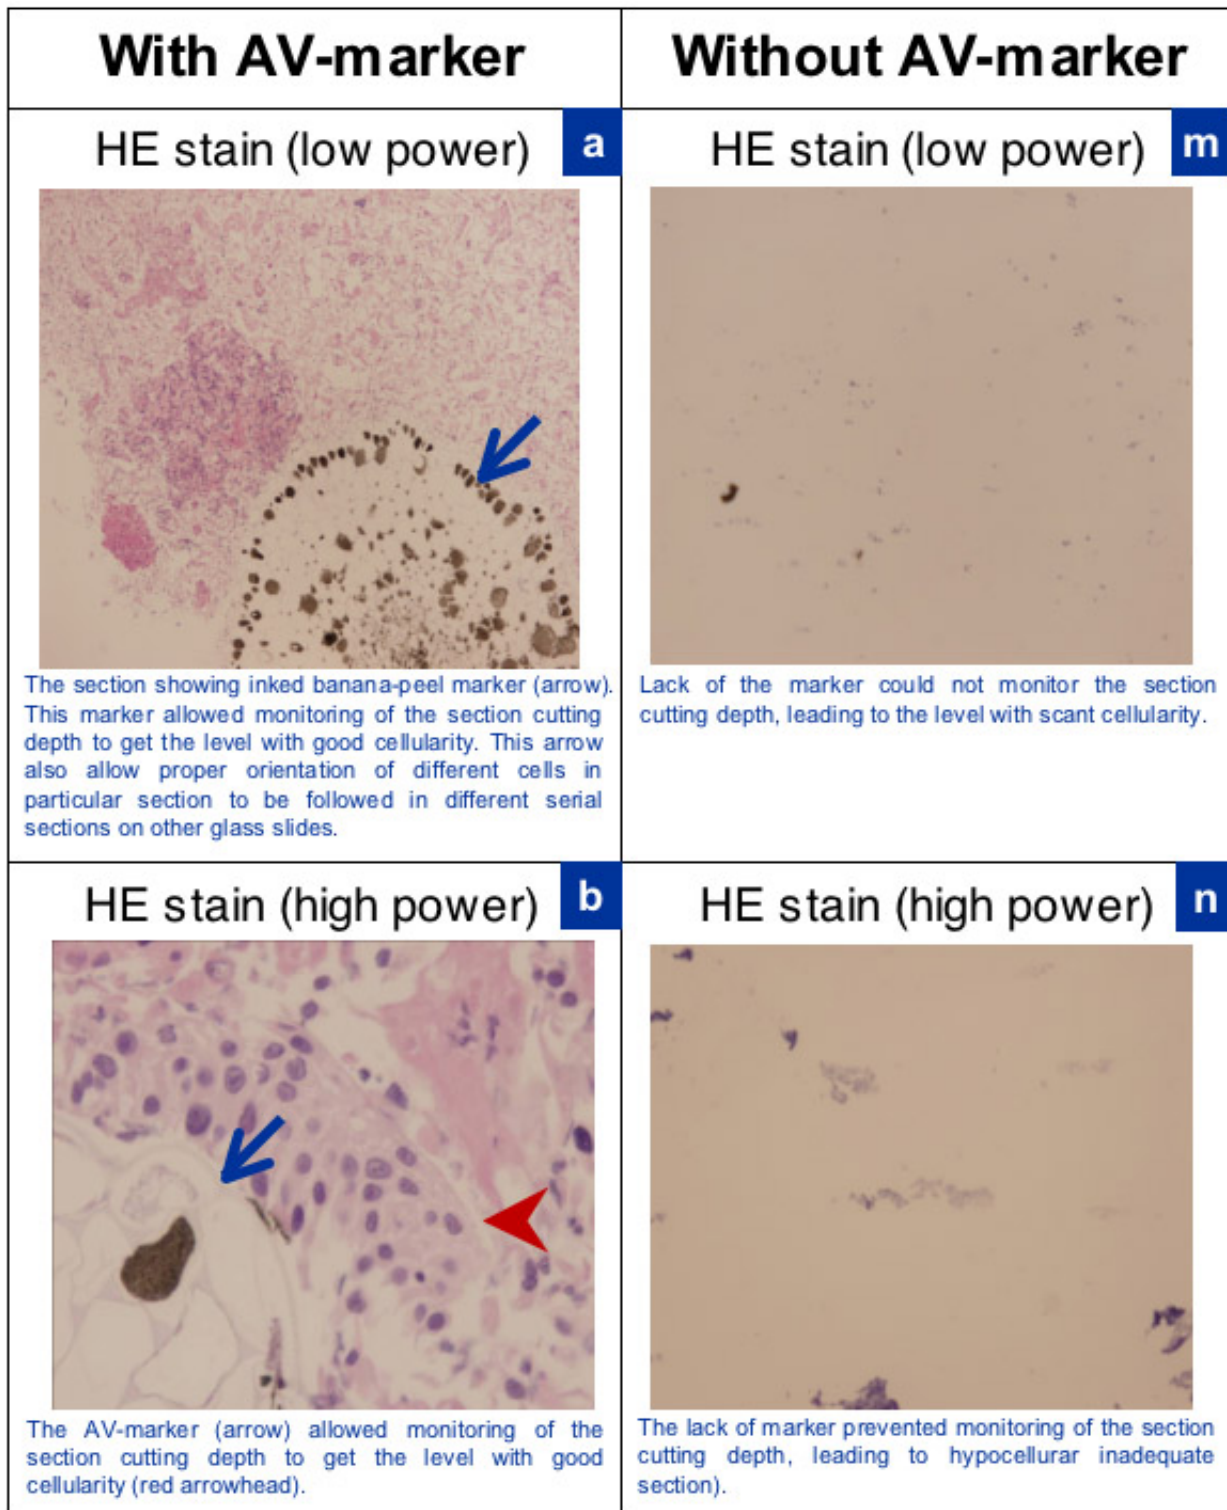 With AV-marker
Without AV-marker
HE stain (low power)
a
HE stain (low power)
m
The section showing inked banana-peel marker (arrow).
This marker allowed monitoring of the section cutting
depth to get the level with good cellularity. This arrow
also allow proper orientation of different cells in
particular section to be followed in different serial
sections on other glass slides.
Lack of the marker could not monitor the section
cutting depth, leading to the level with scant cellularity.
HE stain (high power)
b
HE stain (high power)
n
The AV-marker (arrow) allowed monitoring of the
section cutting depth to get the level with good
cellularity (red arrowhead).
The lack of marker prevented monitoring of the section
cutting depth, leading to hypocellurar inadequate
section).